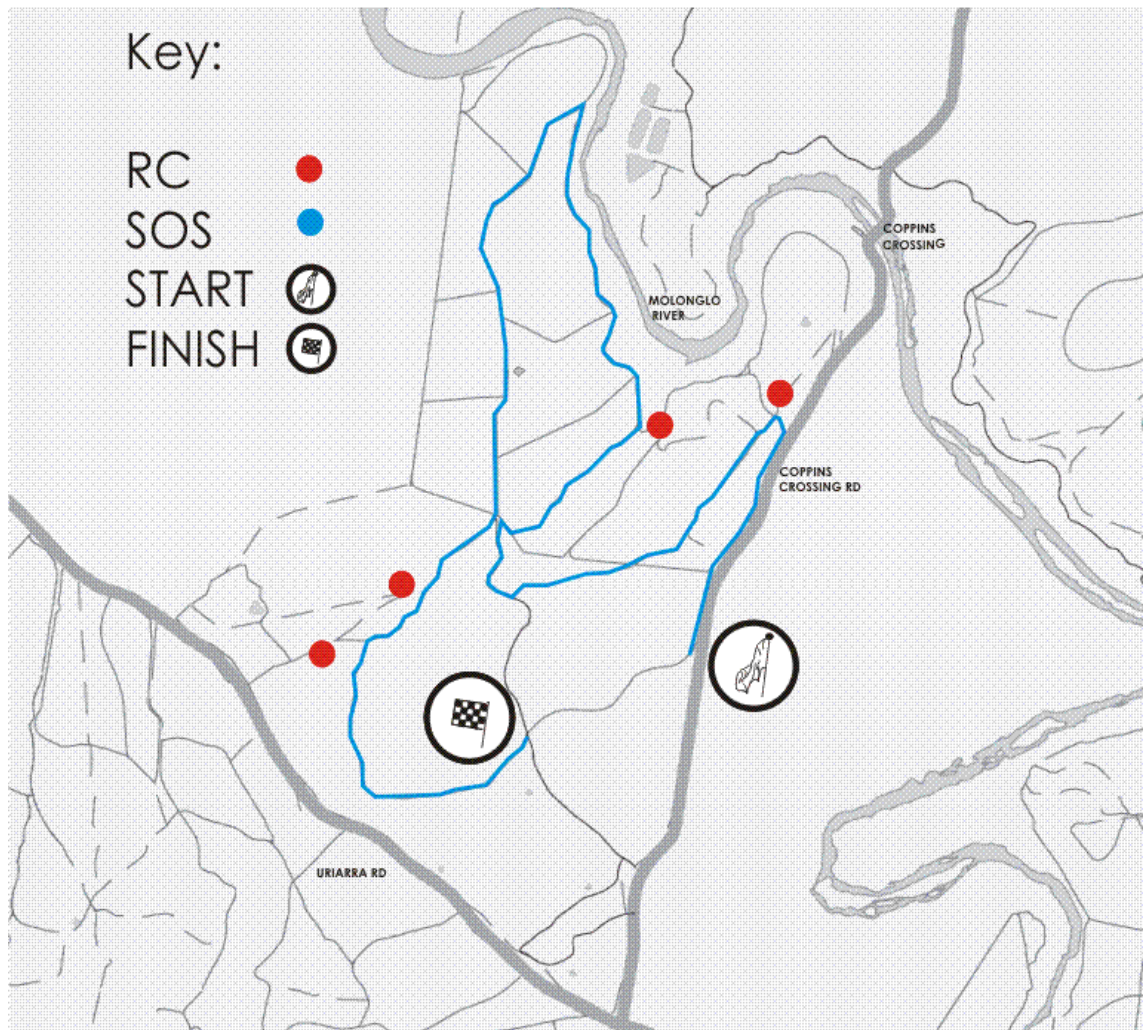 Key:
RC
SOS
START
FINISH
COPPINS
CROSSING
MOLONGLO
RIVER
COPPINS
CROSSING RD
URIARRA RD